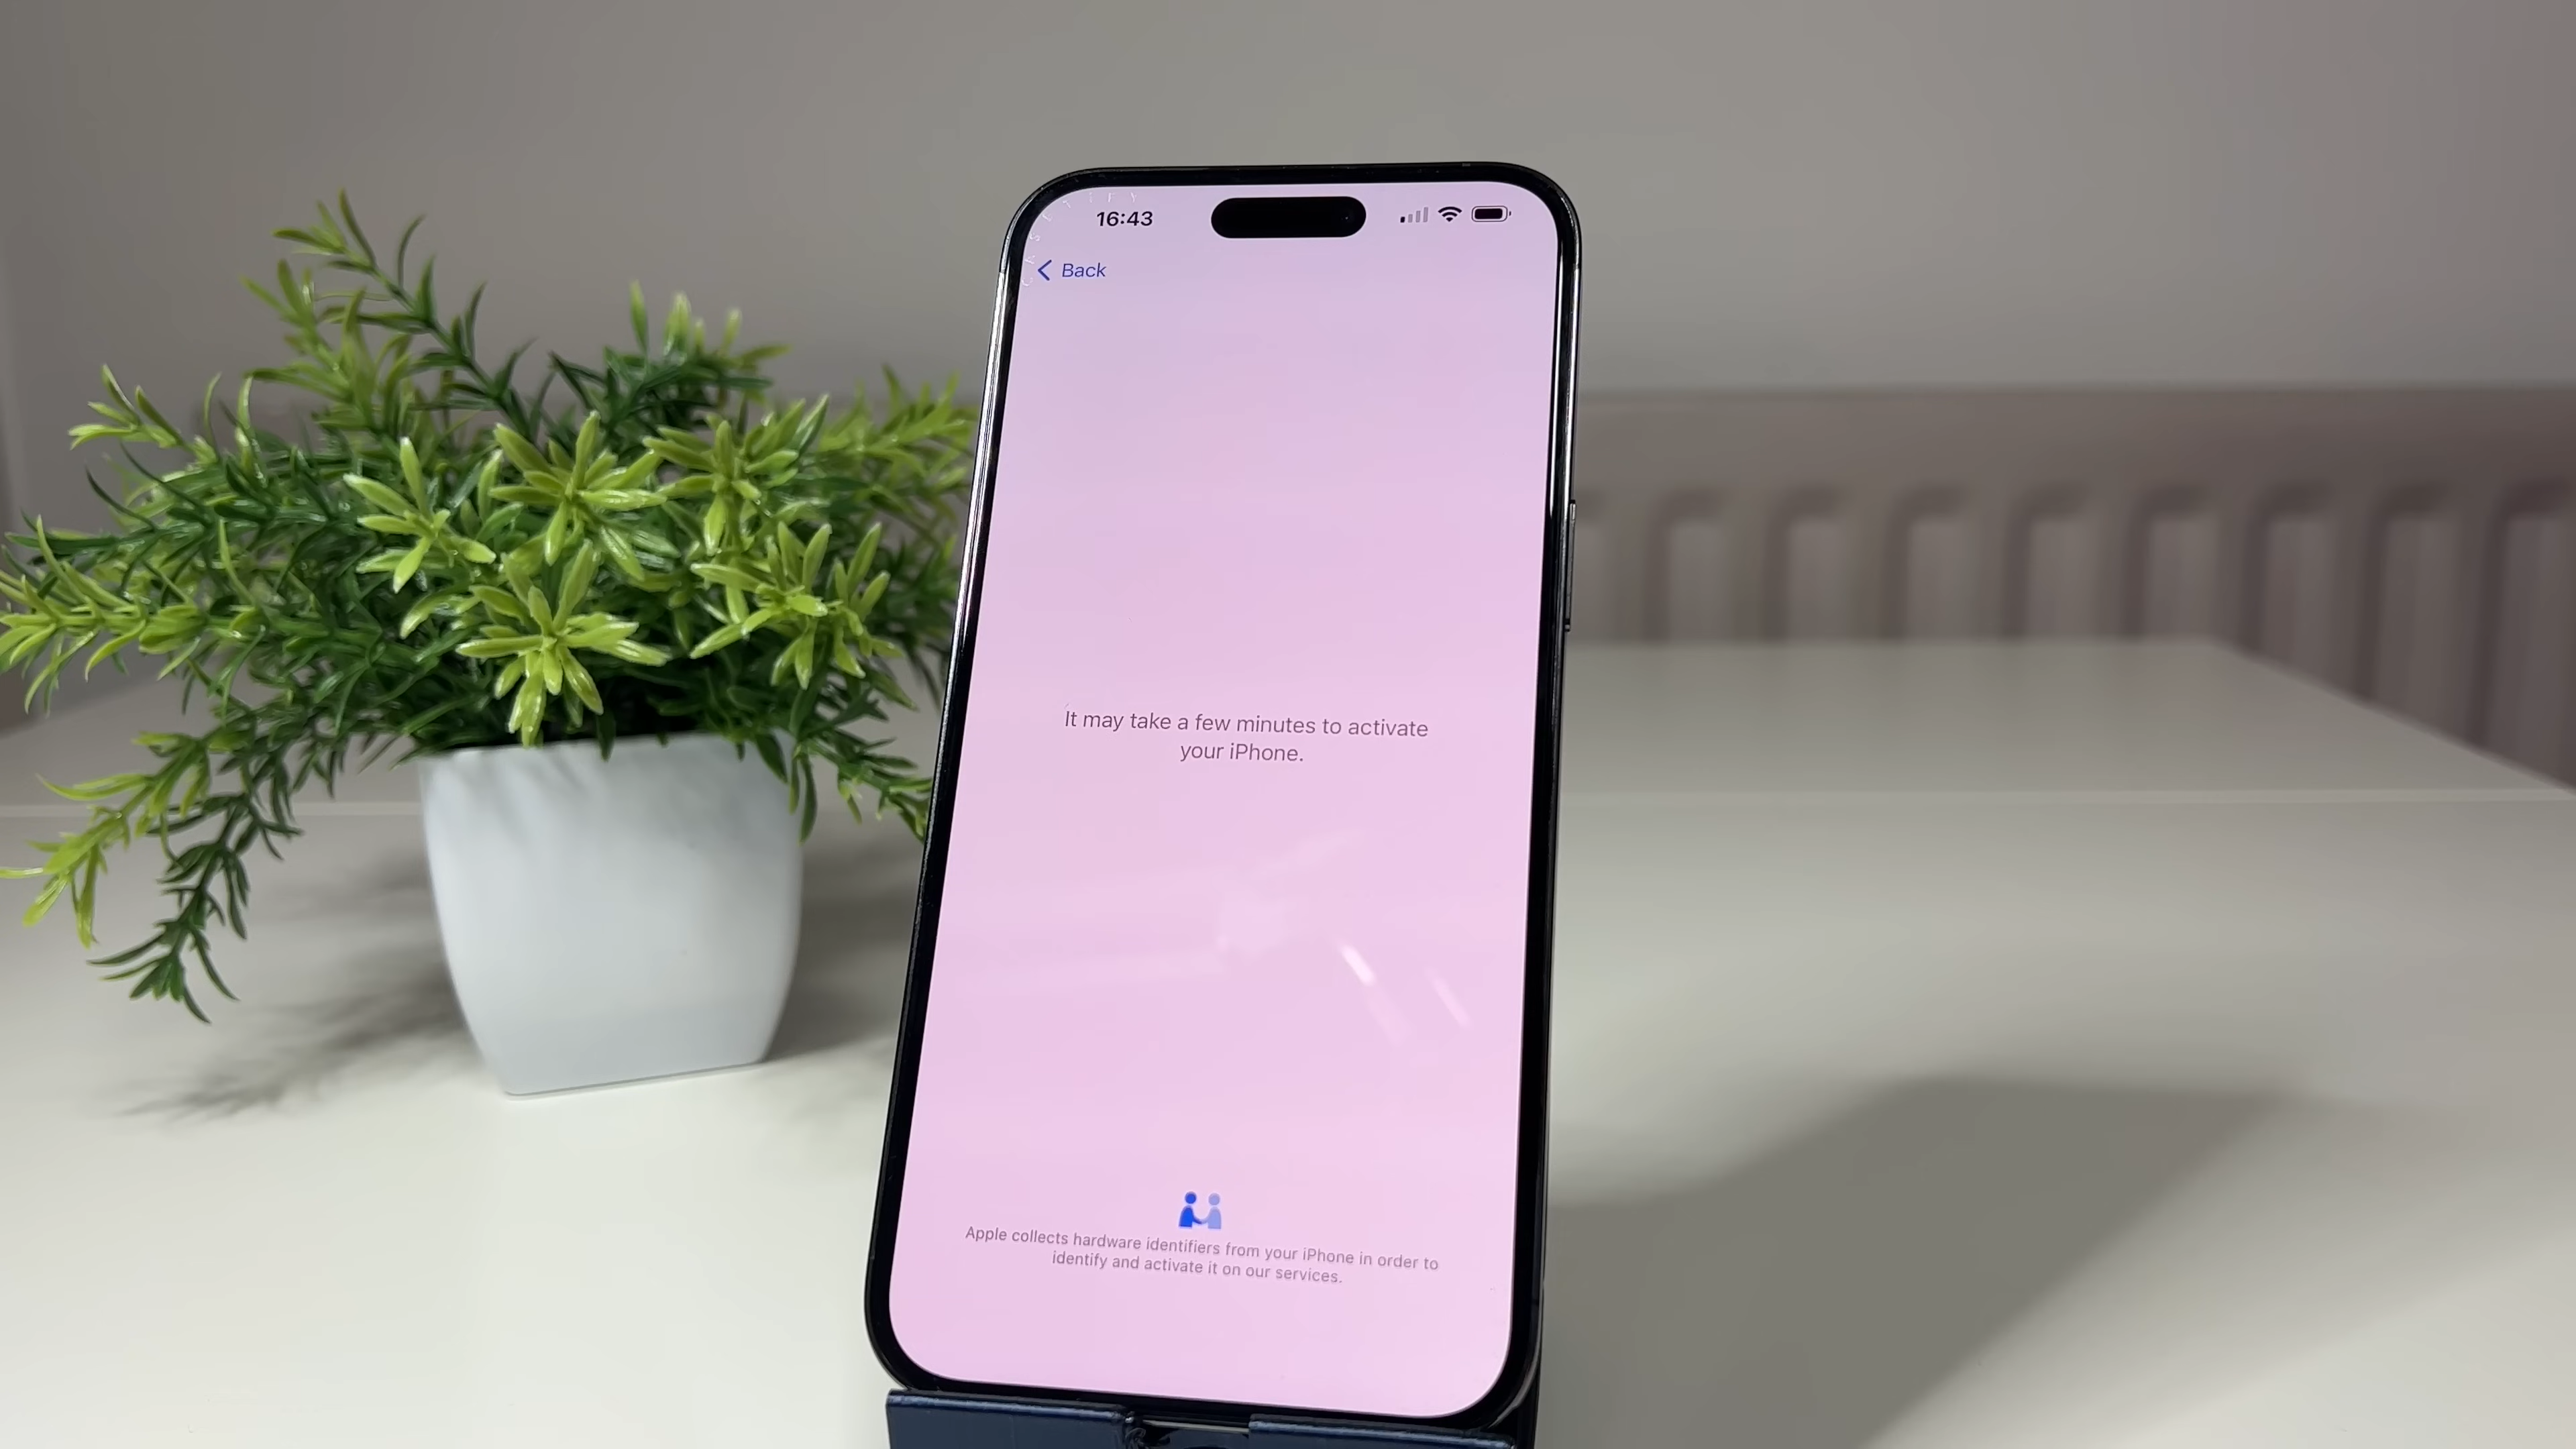 CASETIFY
16:43
Back
It may take a few minutes to activate
your iPhone.
Apple collects hardware identifiers from your iPhone in order to
identify and activate it on our services.